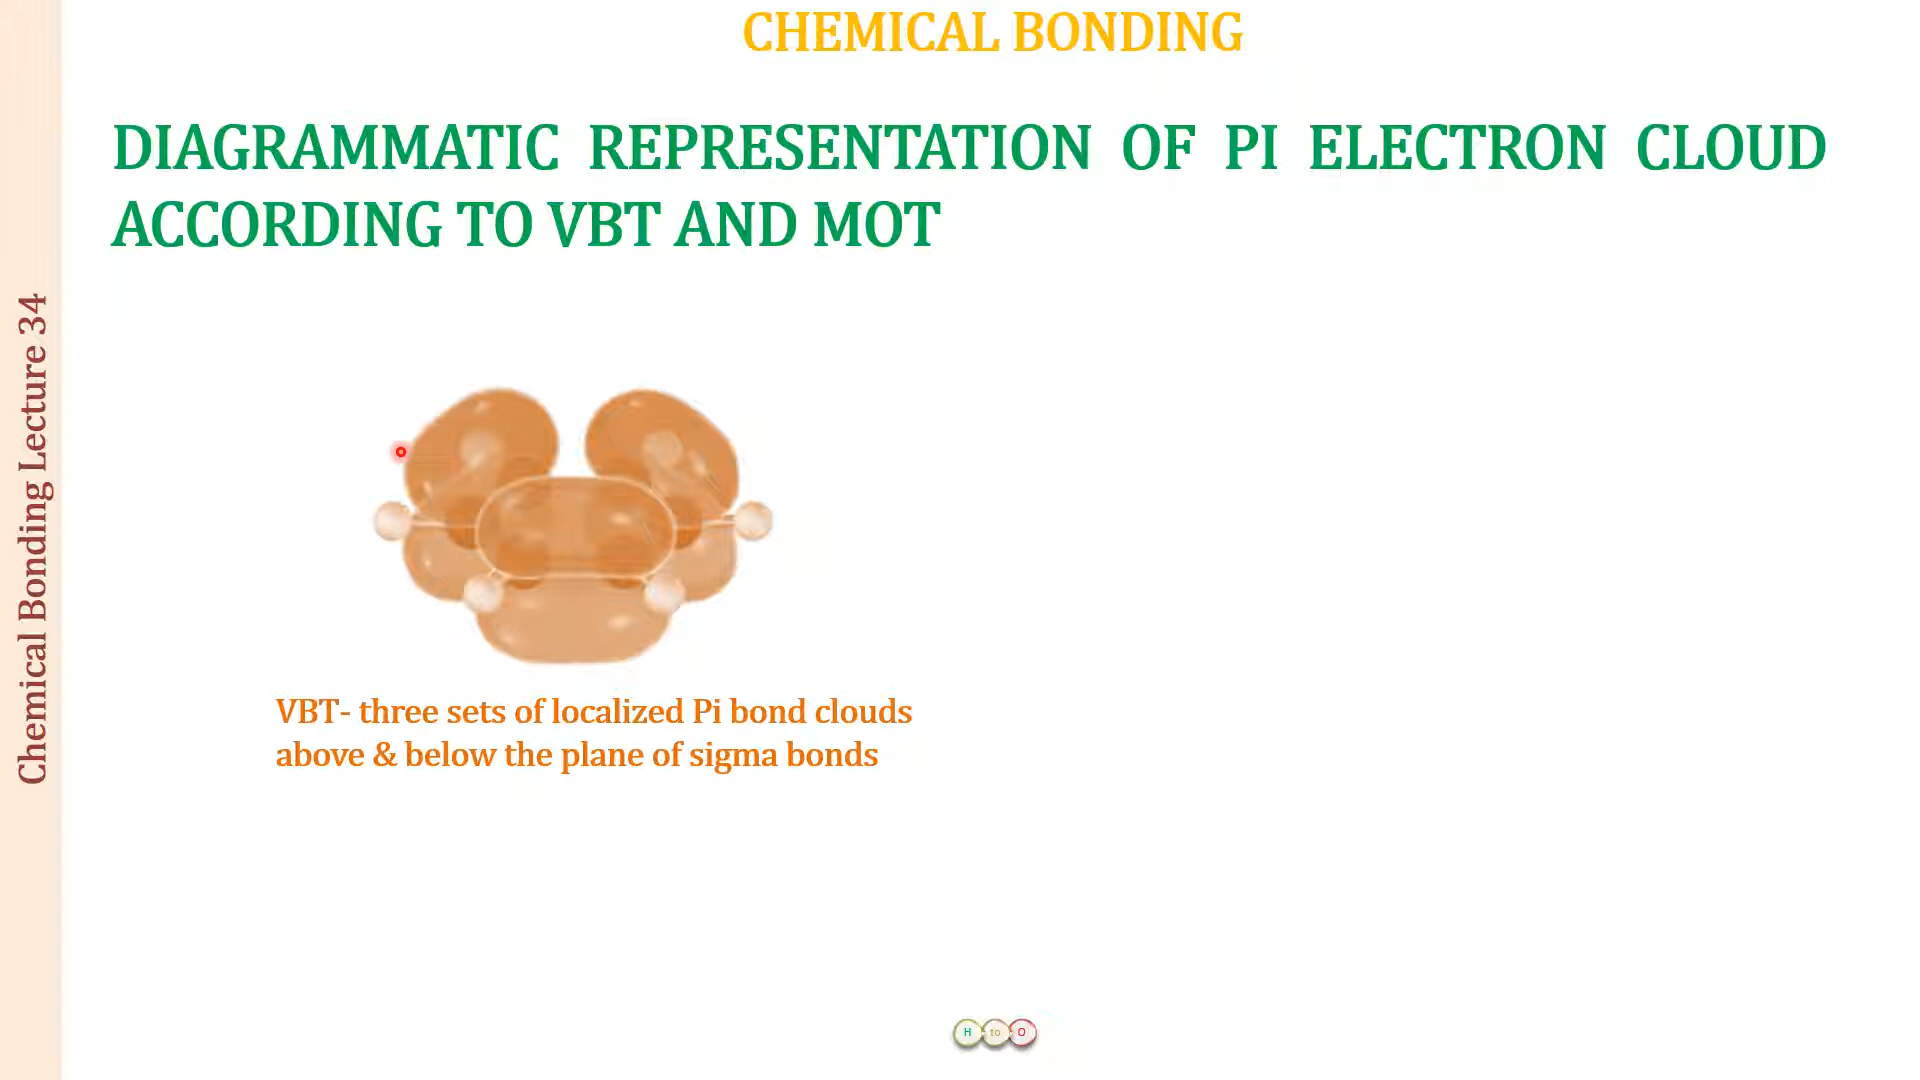 CHEMICAL BONDING
DIAGRAMMATIC REPRESENTATION OF PI ELECTRON CLOUD
ACCORDING TO VBT AND MOT
Chemical Bonding Lecture 34
VBT- three sets of localized Pi bond clouds
above & below the plane of sigma bonds
H to O